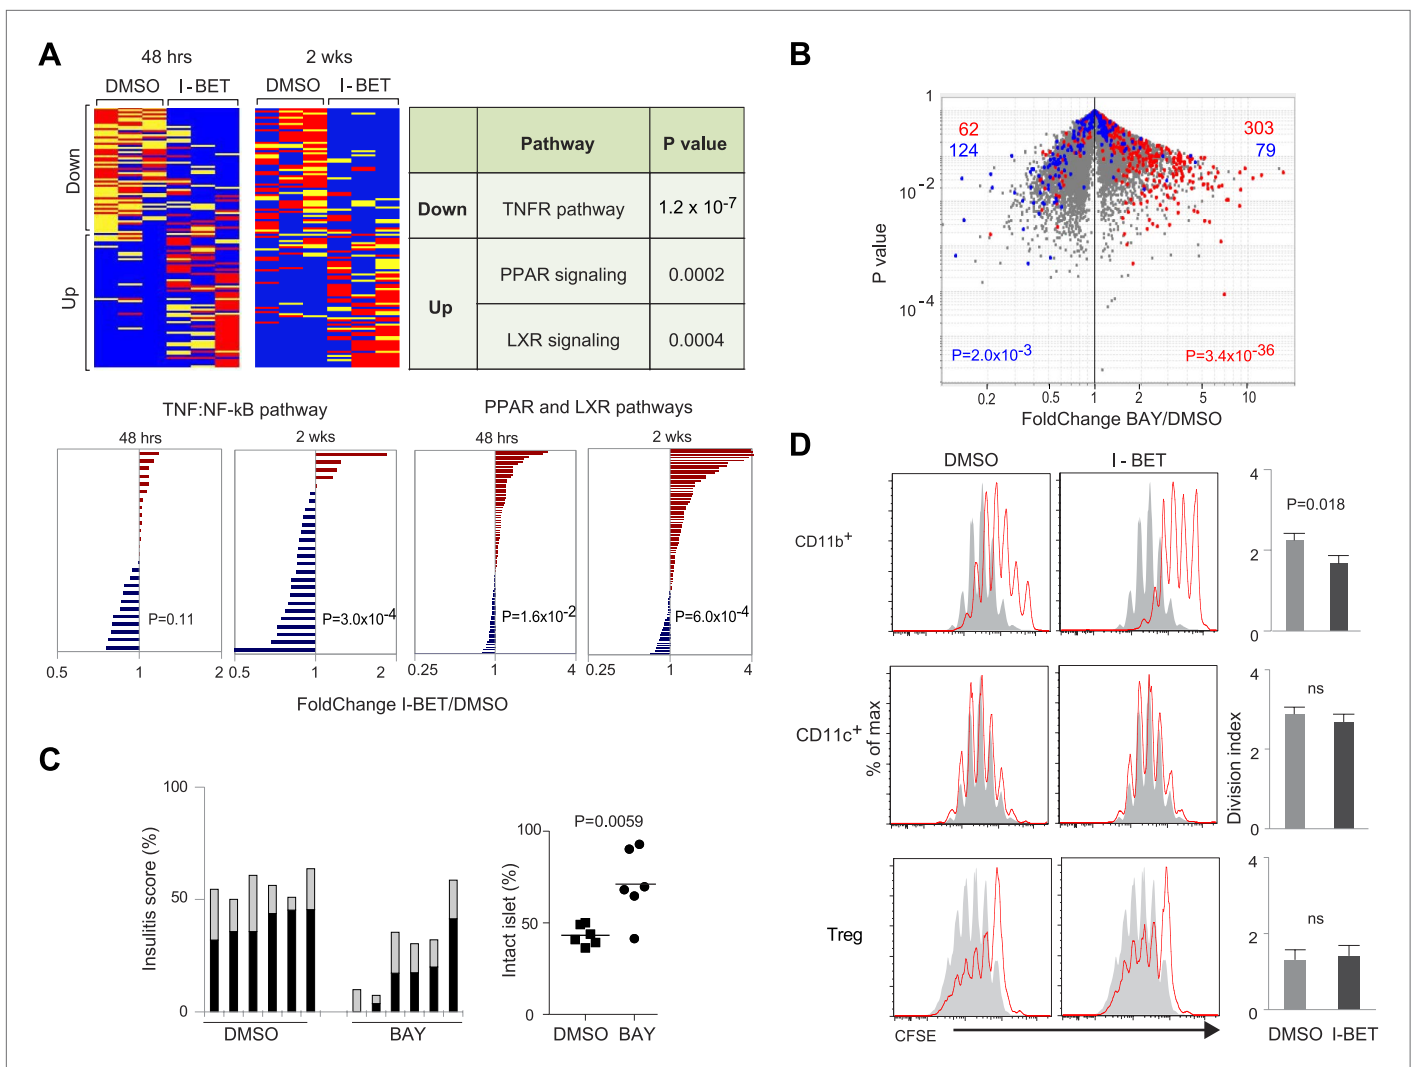 A
48 hrs
2 wks
DMSO
I - BET
DMSO
I - BET
Down
Up
Pathway
P value
Down
TNFR pathway
1.2 x 10-7
Up
PPAR signaling
0.0002
LXR signaling
0.0004
TNF:NF-kB pathway
PPAR and LXR pathways
48 hrs
2 wks
48 hrs
2 wks
P=0.11
P=3.0x10-4
P=1.6x10-2
P=6.0x10-4
0.5
1
2
0.5
1
2
0.25
1
4
0.25
1
4
FoldChange I-BET/DMSO
B
1
10-2
10-4
P value
62
124
303
79
P=2.0x10-3
P=3.4x10-36
0.2
0.5
1
2
5
10
FoldChange BAY/DMSO
C
100
50
0
Insulitis score (%)
DMSO
BAY
P=0.0059
100
50
0
Intact islet (%)
DMSO
BAY
D
DMSO
I - BET
CD11b+
4
2
0
P=0.018
CD11c+
% of max
4
2
0
ns
Division index
Treg
4
2
0
ns
CFSE
DMSO
I-BET